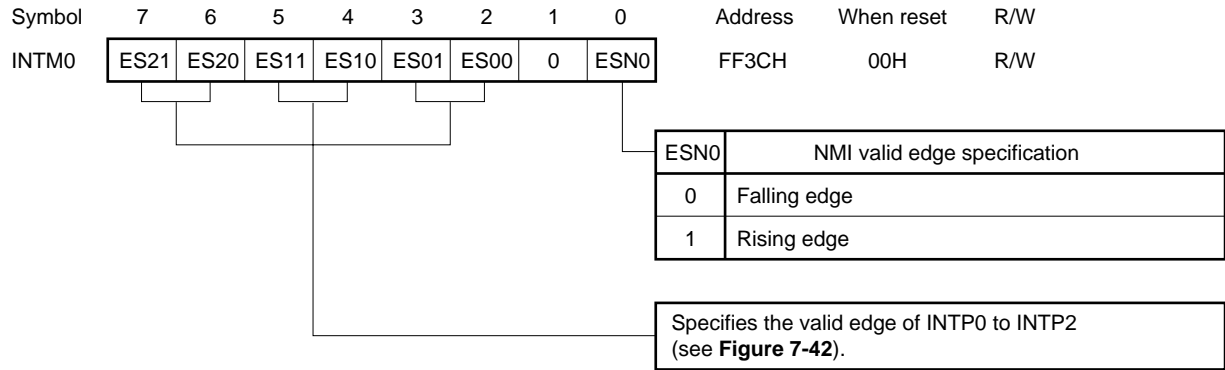 Symbol 7 6 5 4 3 2 1 0 Address When reset R/W
INTM0 ES21 ES20 ES11 ES10 ES01 ES00 0 ESN0 FF3CH 00H R/W
ESN0 NMI valid edge specification
0 Falling edge
1 Rising edge
Specifies the valid edge of INTP0 to INTP2
(see Figure 7-42).